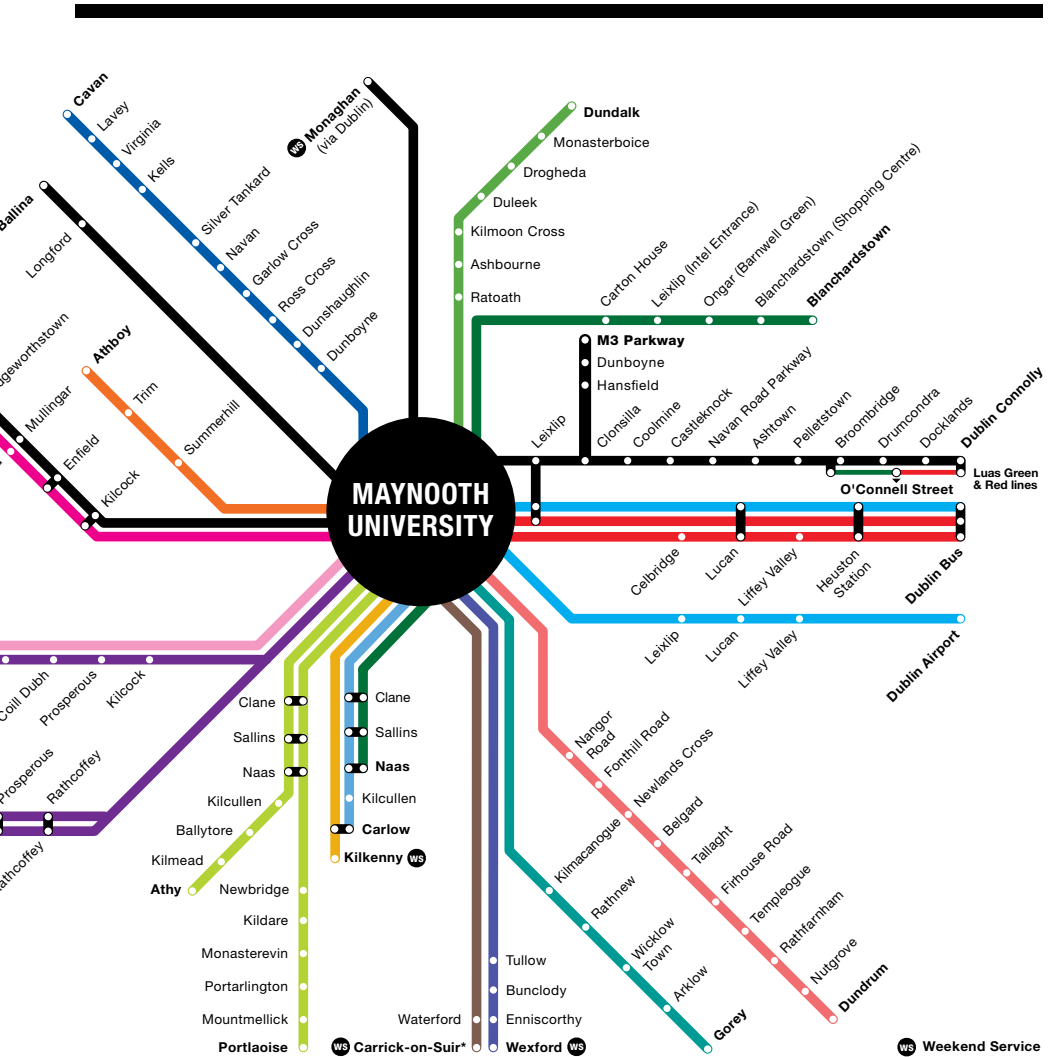 Cavan
Lavey
Virginia
Kells
Silver Tankard
Navan
Garlow Cross
Ross Cross
Dunshaughlin
Dunboyne
WS Monaghan
(via Dublin)
Dundalk
Monasterboice
Drogheda
Duleek
Kilmoon Cross
Ashbourne
Ratoath
Carton House
Leixlip (Intel Entrance)
Ongar (Barnwell Green)
Blanchardstown (Shopping Centre)
Blanchardstown
Ballina
Longford
Mullingar
Enfield
Kilcock
Athboy
Trim
Summerhill
M3 Parkway
Dunboyne
Hansfield
Leixlip
Clonsilla
Coolmine
Castleknock
Navan Road Parkway
Ashtown
Pelletstown
Broombridge
Drumcondra
Docklands
Dublin Connolly
Luas Green
& Red lines
O'Connell Street
MAYNOOTH
UNIVERSITY
Celbridge
Lucan
Liffey Valley
Heuston
Station
Dublin Bus
Leixlip
Lucan
Liffey Valley
Dublin Airport
Coill Dubh
Prosperous
Kilcock
Prosperous
Rathcoffey
Clane
Sallins
Naas
Kilcullen
Ballytore
Kilmead
Athy
Newbridge
Kildare
Monasterevin
Portarlington
Mountmellick
Portlaoise
Clane
Sallins
Naas
Kilcullen
Carlow
Kilkenny WS
Waterford
WS Carrick-on-Suir*
Tullow
Bunclody
Enniscorthy
Wexford WS
Kilmacanogue
Rathnew
Wicklow
Town
Arklow
Gorey
Nangor
Road
Fonthill Road
Newlands Cross
Belgard
Tallaght
Firhouse Road
Templeogue
Rathfarnham
Nutgrove
Dundrum
WS Weekend Service